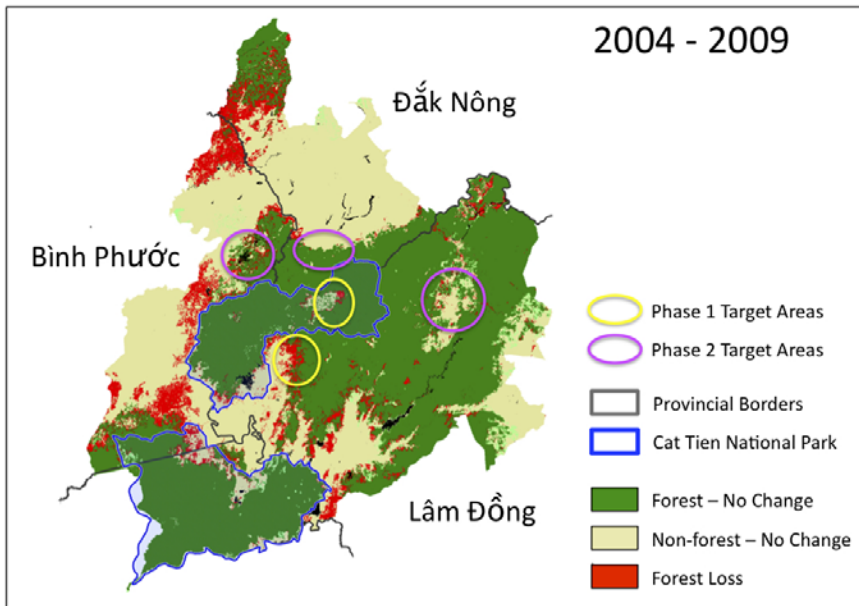 2004 - 2009
Đắk Nông
Bình Phước
Phase 1 Target Areas
Phase 2 Target Areas
Provincial Borders
Cat Tien National Park
Lâm Đồng
Forest – No Change
Non-forest – No Change
Forest Loss